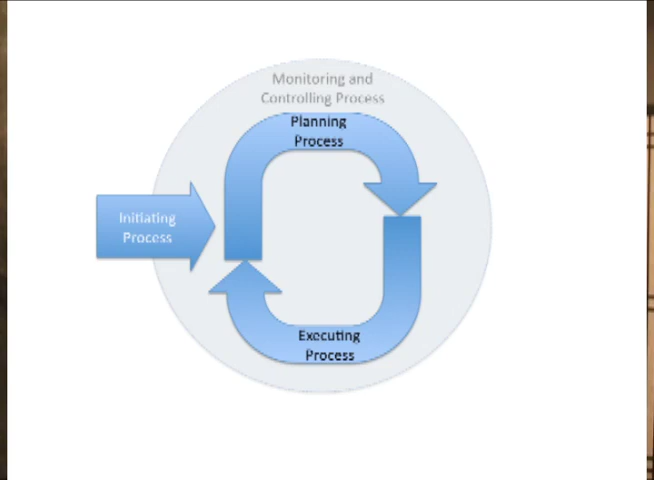 Monitoring and
Controlling Process
Planning
Process
Initiating
Process
Executing
Process